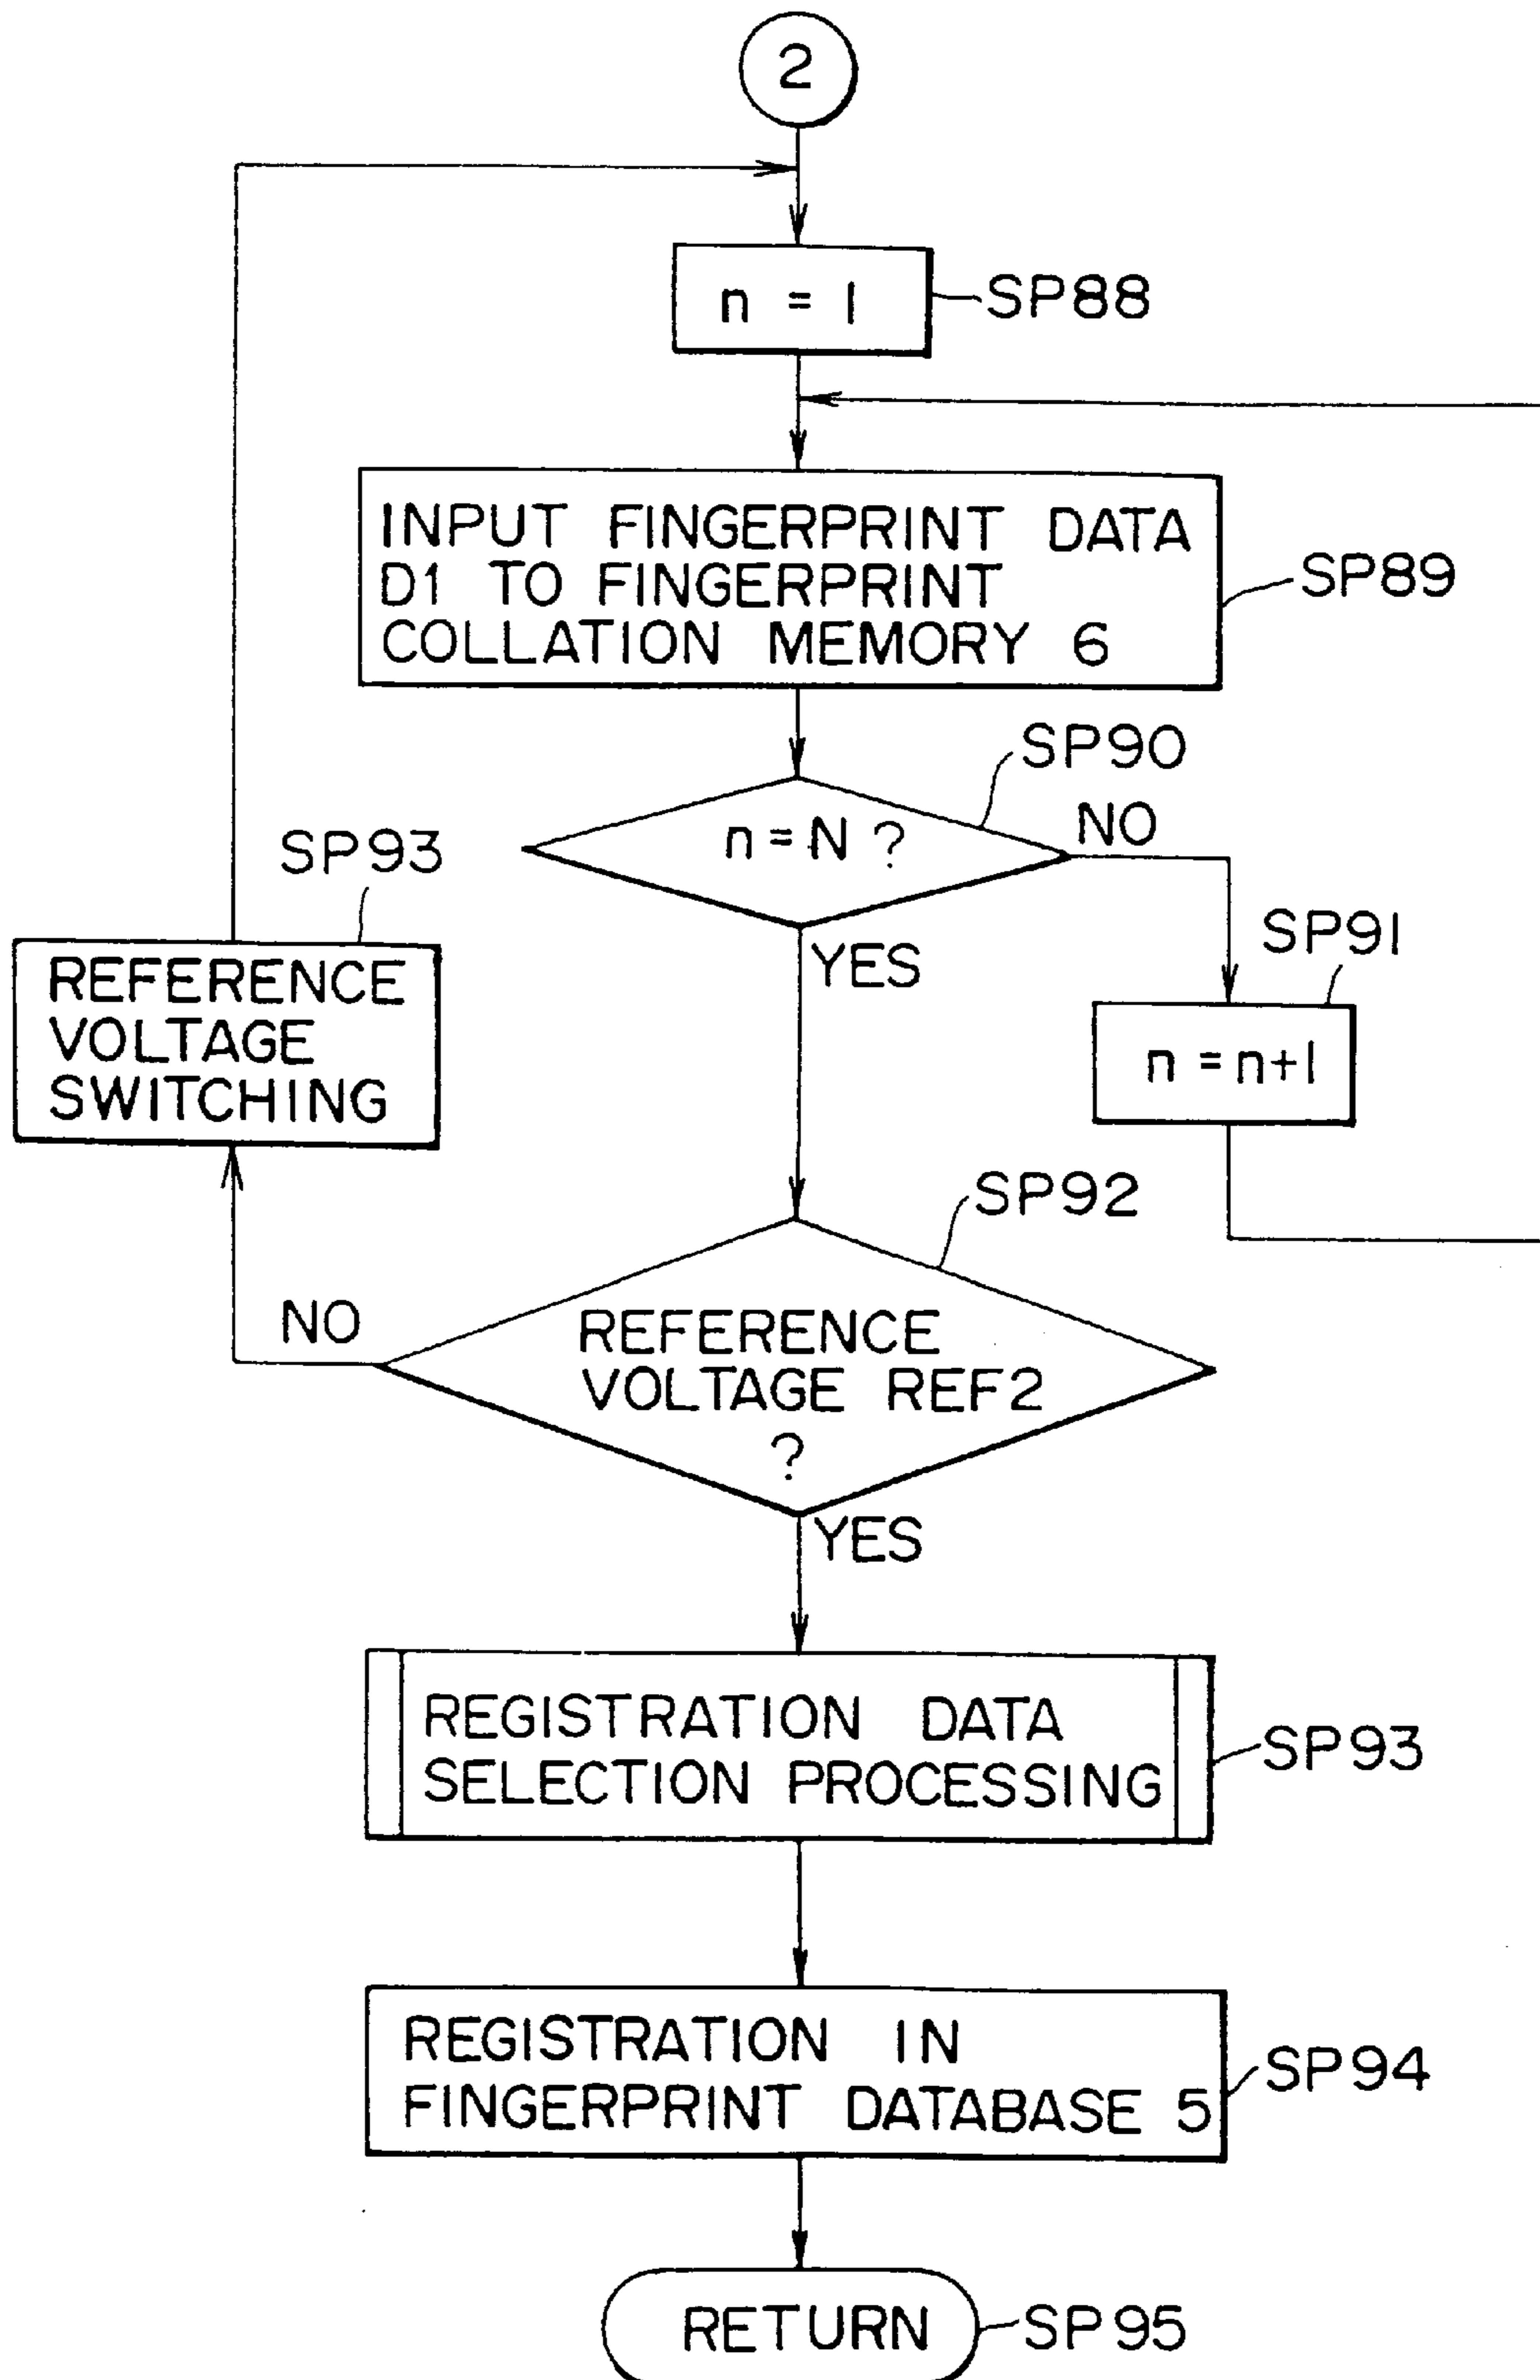 2
n = 1
SP88
INPUT FINGERPRINT DATA
D1 TO FINGERPRINT
COLLATION MEMORY 6
SP89
SP90
n = N ?
NO
YES
SP93
REFERENCE
VOLTAGE
SWITCHING
SP91
n = n+1
SP92
NO
REFERENCE
VOLTAGE REF2
?
YES
REGISTRATION DATA
SELECTION PROCESSING
SP93
REGISTRATION IN
FINGERPRINT DATABASE 5
SP94
RETURN
SP95